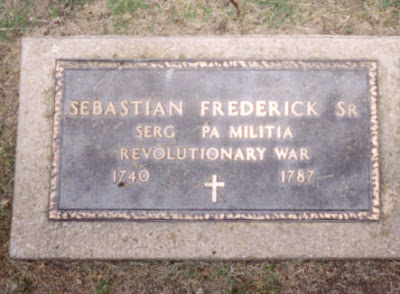 SEBASTIAN FREDERICK SR
SERG PA MILITIA
REVOLUTIONARY WAR
1740 1787